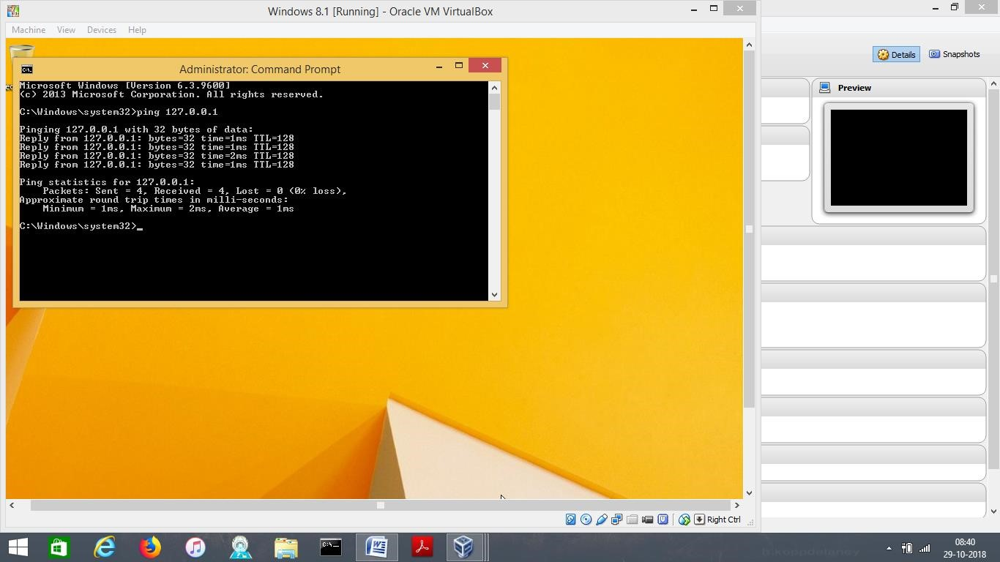 Windows 8.1 [Running] - Oracle VM VirtualBox
Machine View Devices Help
Details Snapshots
Preview
Administrator: Command Prompt
Microsoft Windows [Version 6.3.9600]
(c) 2013 Microsoft Corporation. All rights reserved.
C:\Windows\system32>ping 127.0.0.1
Pinging 127.0.0.1 with 32 bytes of data:
Reply from 127.0.0.1: bytes=32 time=1ms TTL=128
Reply from 127.0.0.1: bytes=32 time=1ms TTL=128
Reply from 127.0.0.1: bytes=32 time=2ms TTL=128
Reply from 127.0.0.1: bytes=32 time=1ms TTL=128
Ping statistics for 127.0.0.1:
Packets: Sent = 4, Received = 4, Lost = 0 (0% loss),
Approximate round trip times in milli-seconds:
Minimum = 1ms, Maximum = 2ms, Average = 1ms
C:\Windows\system32>_
Right Ctrl
08:40
29-10-2018